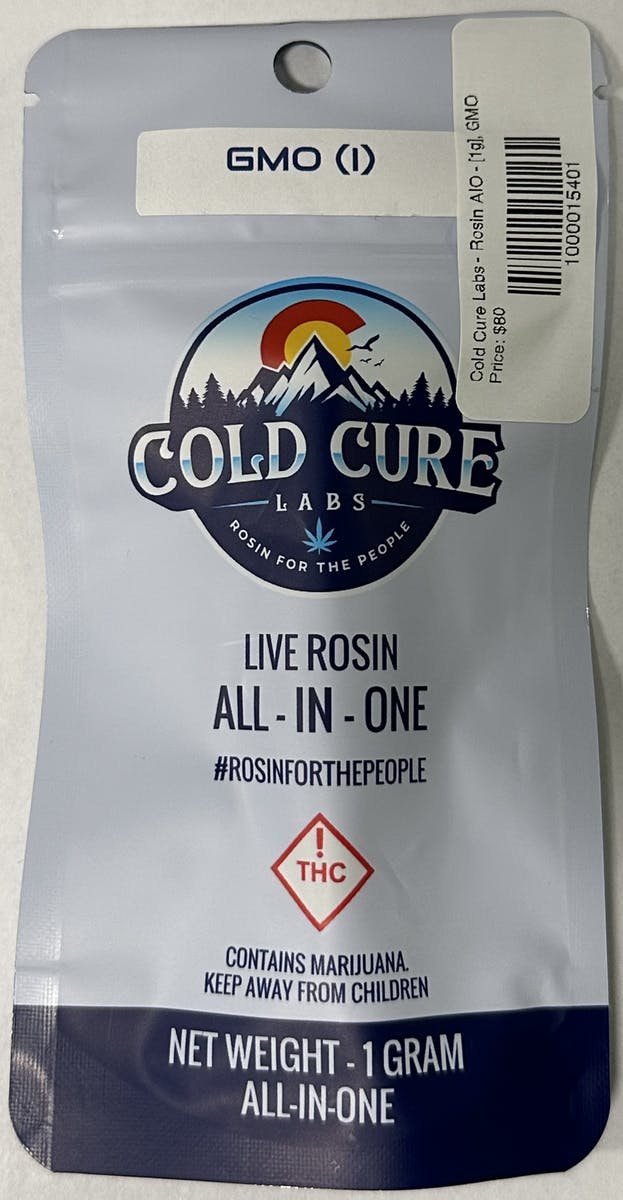 GMO (I)
Cold Cure Labs - Rosin AIO - [1g], GMO
Price: $80
1000015401
COLD CURE
LABS
ROSIN FOR THE PEOPLE
LIVE ROSIN
ALL - IN - ONE
#ROSINFORTHEPEOPLE
!
THC
CONTAINS MARIJUANA.
KEEP AWAY FROM CHILDREN
NET WEIGHT - 1 GRAM
ALL-IN-ONE